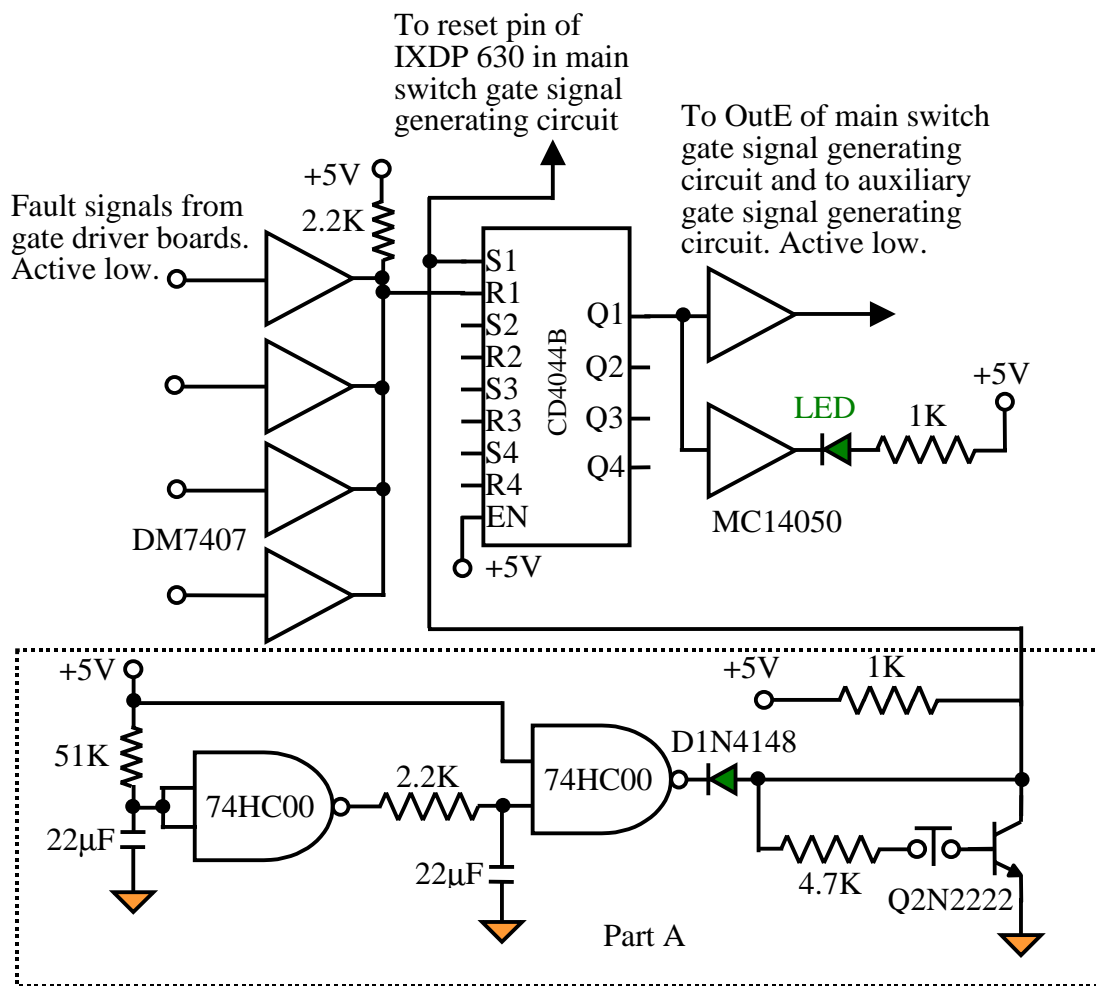 To reset pin of
IXDP 630 in main
switch gate signal
generating circuit
To OutE of main switch
gate signal generating
circuit and to auxiliary
gate signal generating
circuit. Active low.
+5V
2.2K
Fault signals from
gate driver boards.
Active low.
S1
R1
S2
R2
S3
R3
S4
R4
EN
CD4044B
Q1
Q2
Q3
Q4
+5V
LED
1K
+5V
MC14050
DM7407
+5V
51K
22μF
74HC00
2.2K
22μF
74HC00
D1N4148
+5V
1K
4.7K
Q2N2222
Part A